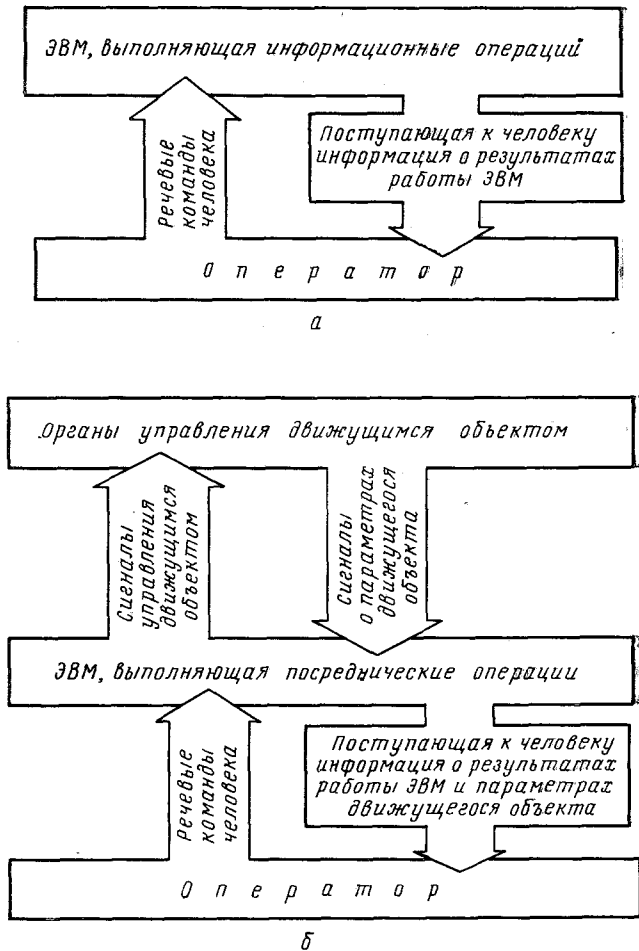 ЭВМ, выполняющая информационные операций
Речевые
команды
человека
Поступающая к человеку
информация о результатах
работы ЭВМ
Оператор
а
Органы управления движущимся объектом
Сигналы
управления
движущимся
объектом
Сигналы
о параметрах
движущегося
объекта
ЭВМ, выполняющая посреднические операции
Речевые
команды
человека
Поступающая к человеку
информация о результатах
работы ЭВМ и параметрах
движущегося объекта
Оператор
б